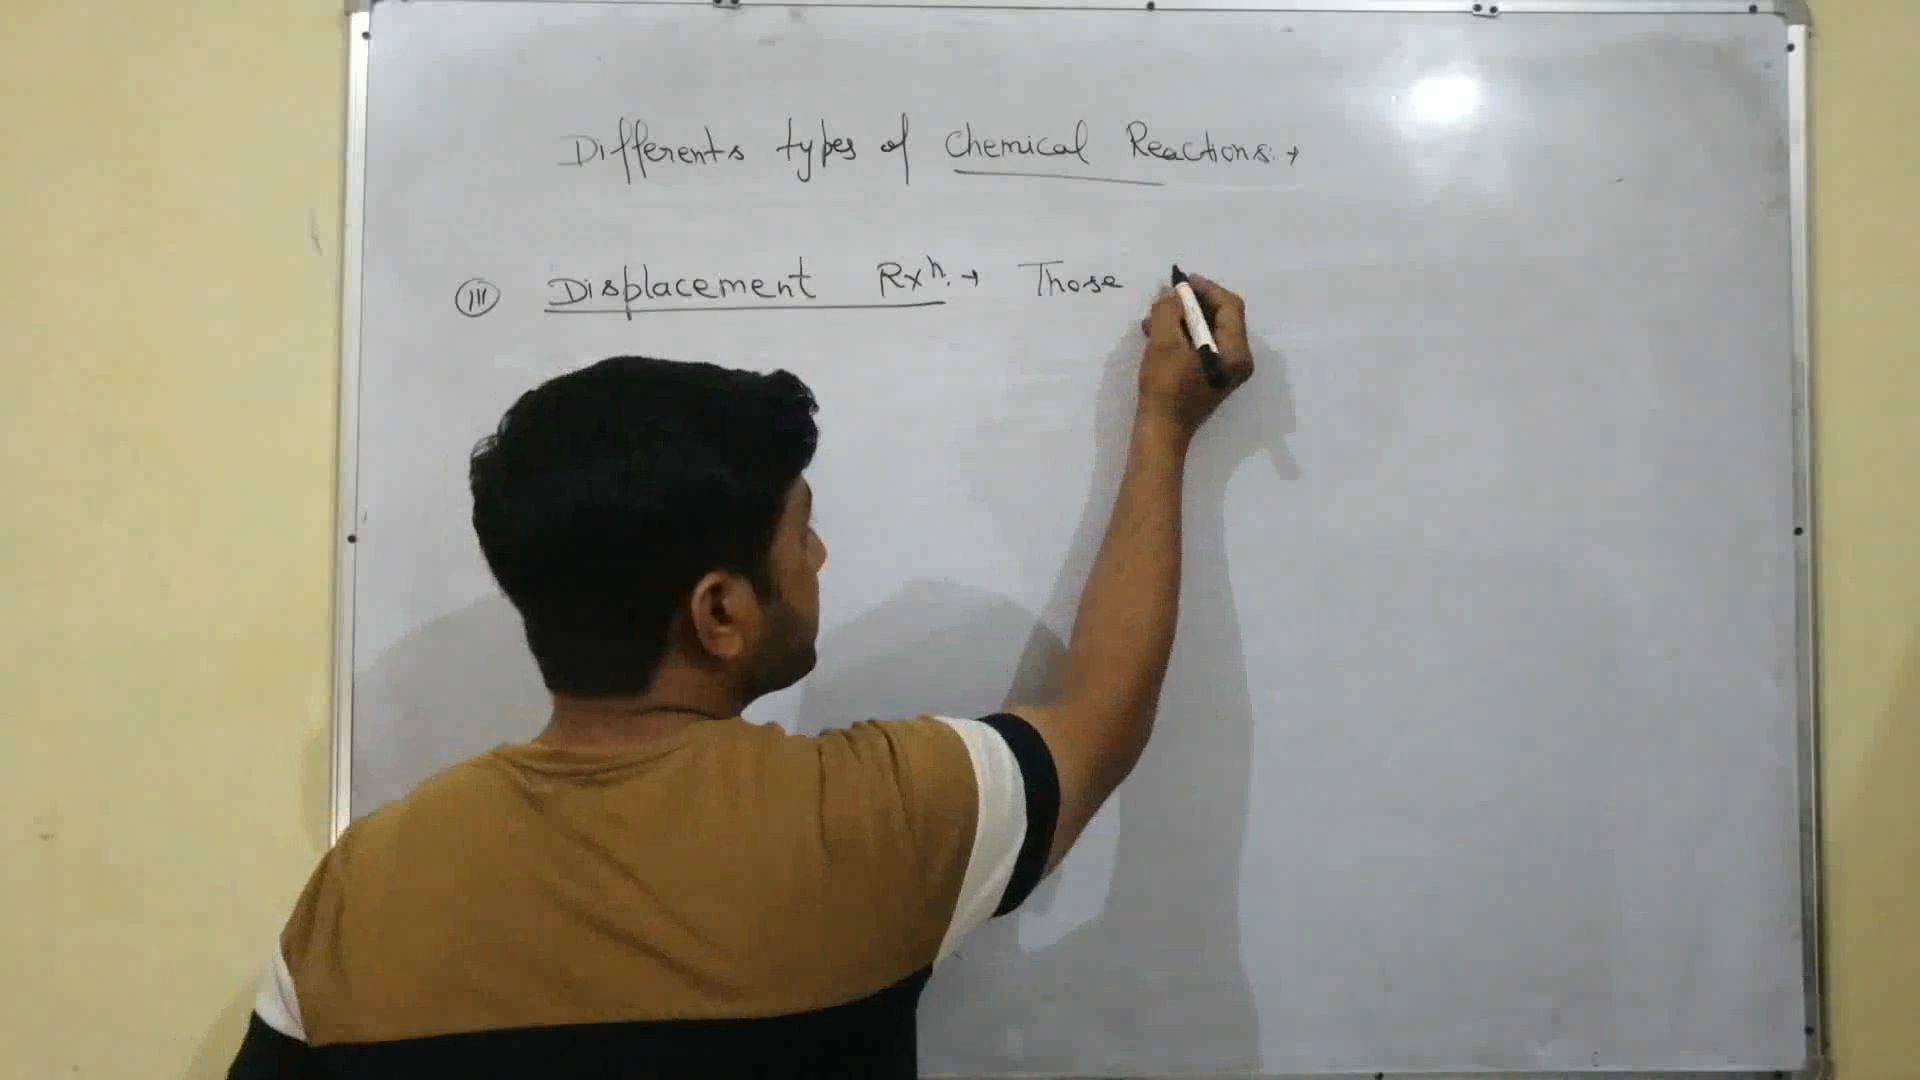 Differents types of Chemical Reactions:→
(iii) Displacement Rxn.→ Those